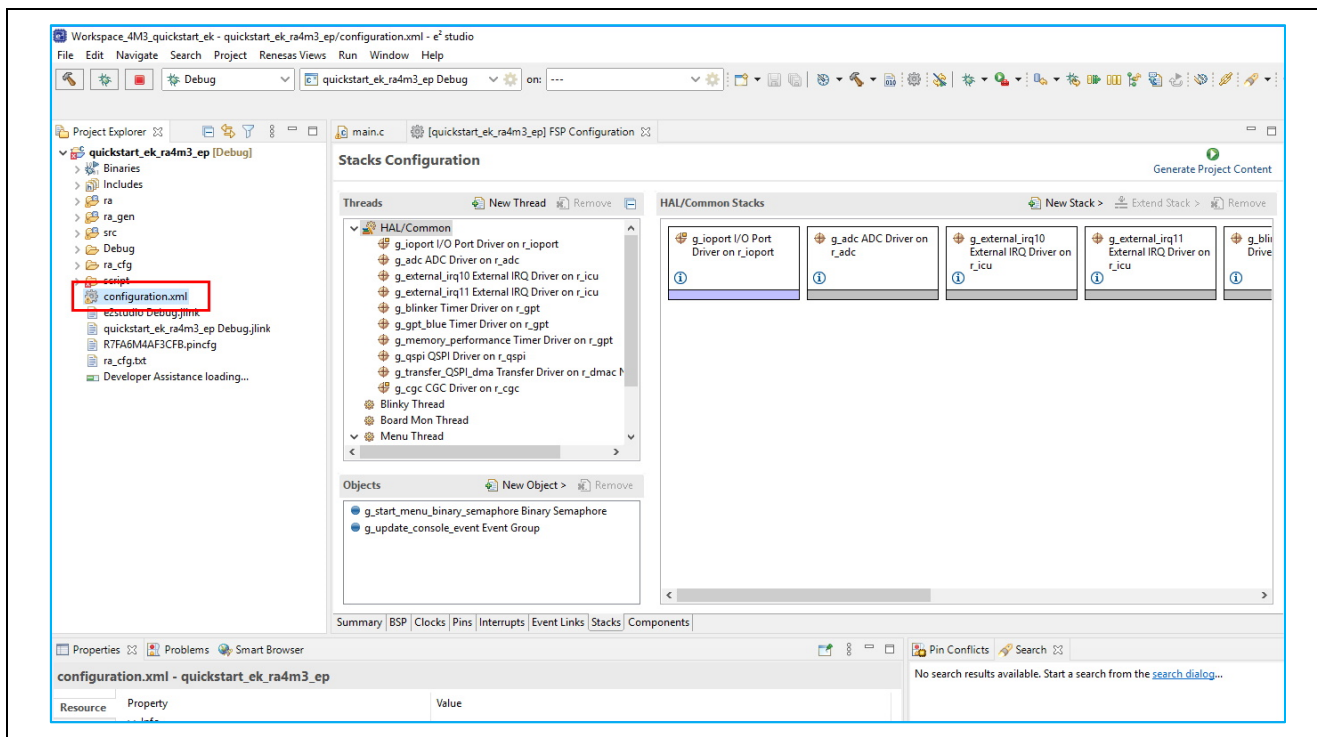 Workspace_4M3_quickstart_ek - quickstart_ek_ra4m3_ep/configuration.xml - e² studio
File Edit Navigate Search Project Renesas Views Run Window Help
Debug quickstart_ek_ra4m3_ep Debug on: ---
Project Explorer
quickstart_ek_ra4m3_ep [Debug]
Binaries
Includes
ra
ra_gen
src
Debug
ra_cfg
script
configuration.xml
e2studio Debug.jlink
quickstart_ek_ra4m3_ep Debug.jlink
R7FA6M4AF3CFB.pincfg
ra_cfg.txt
Developer Assistance loading...
main.c [quickstart_ek_ra4m3_ep] FSP Configuration
Stacks Configuration
Generate Project Content
Threads New Thread Remove
HAL/Common
g_ioport I/O Port Driver on r_ioport
g_adc ADC Driver on r_adc
g_external_irq10 External IRQ Driver on r_icu
g_external_irq11 External IRQ Driver on r_icu
g_blinker Timer Driver on r_gpt
g_gpt_blue Timer Driver on r_gpt
g_memory_performance Timer Driver on r_gpt
g_qspi QSPI Driver on r_qspi
g_transfer_QSPI_dma Transfer Driver on r_dmac
g_cgc CGC Driver on r_cgc
Blinky Thread
Board Mon Thread
Menu Thread
Objects New Object > Remove
g_start_menu_binary_semaphore Binary Semaphore
g_update_console_event Event Group
HAL/Common Stacks New Stack > Extend Stack > Remove
g_ioport I/O Port
Driver on r_ioport
g_adc ADC Driver on
r_adc
g_external_irq10
External IRQ Driver on
r_icu
g_external_irq11
External IRQ Driver on
r_icu
g_blin
Drive
Summary BSP Clocks Pins Interrupts Event Links Stacks Components
Properties Problems Smart Browser
configuration.xml - quickstart_ek_ra4m3_ep
Resource Property Value
Pin Conflicts Search
No search results available. Start a search from the search dialog...